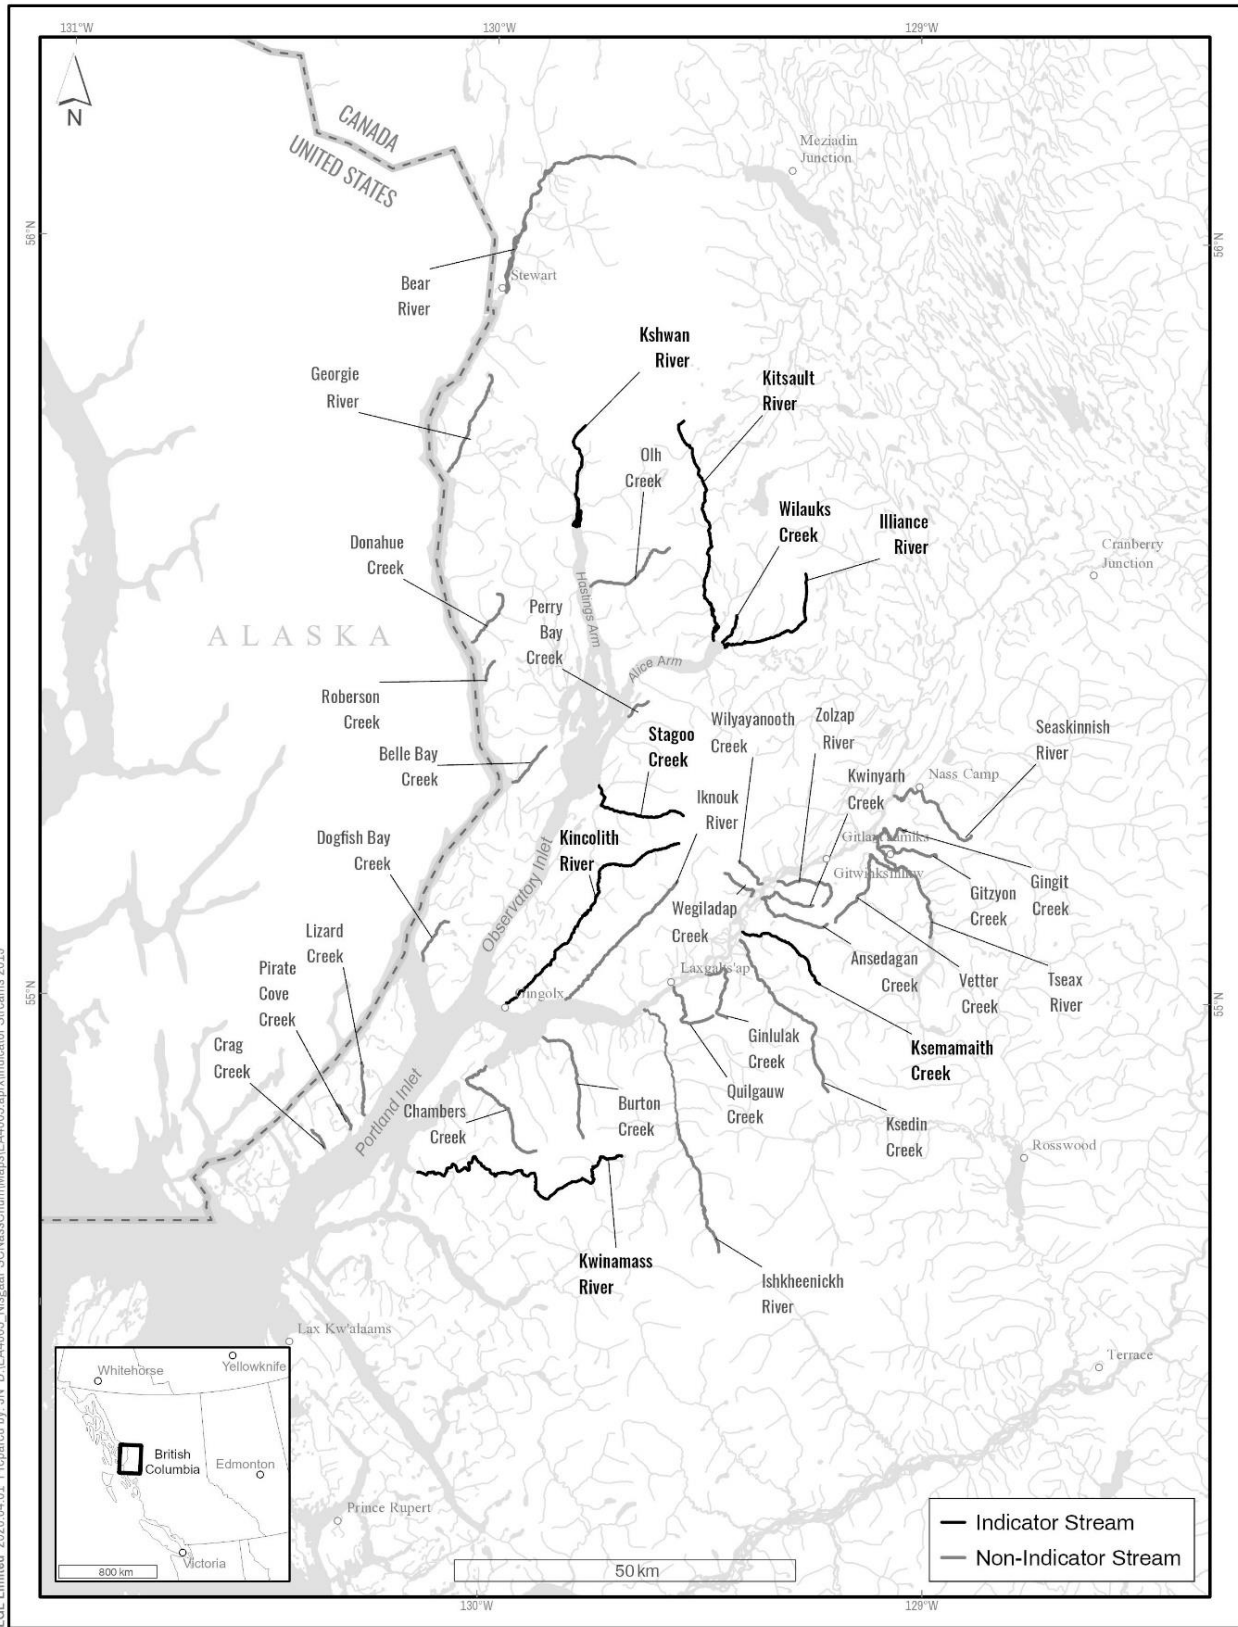 131°W
130°W
129°W
N
CANADA
UNITED STATES
Meziadin
Junction
56°N
56°N
Bear
River
Stewart
Kshwan
River
Georgie
River
Kitsault
River
Olh
Creek
Wilauks
Creek
Illiance
River
Donahue
Creek
Cranberry
Junction
Hastings Arm
Perry
Bay
Creek
ALASKA
Alice Arm
Roberson
Creek
Stagoo
Creek
Wilyayanooth
Creek
Zolzap
River
Seaskinnish
River
Belle Bay
Creek
Iknouk
River
Kwinyarh
Creek
Nass Camp
Dogfish Bay
Creek
Kincolith
River
Gitwinksihlkw
Gitzyon
Creek
Gingit
Creek
Observatory Inlet
Wegiladap
Creek
Lizard
Creek
Ansedagan
Creek
Vetter
Creek
Tseax
River
Pirate
Cove
Creek
Laxgalts'ap
55°N
55°N
Gingolx
Crag
Creek
Ginlulak
Creek
Ksemamaith
Creek
Portland Inlet
Chambers
Creek
Burton
Creek
Quilgauw
Creek
Ksedin
Creek
Rosswood
Kwinamass
River
Ishkheenickh
River
Lax Kw'alaams
Terrace
Whitehorse
Yellowknife
British
Columbia
Edmonton
Victoria
800 km
Prince Rupert
50 km
Indicator Stream
Non-Indicator Stream
130°W
129°W